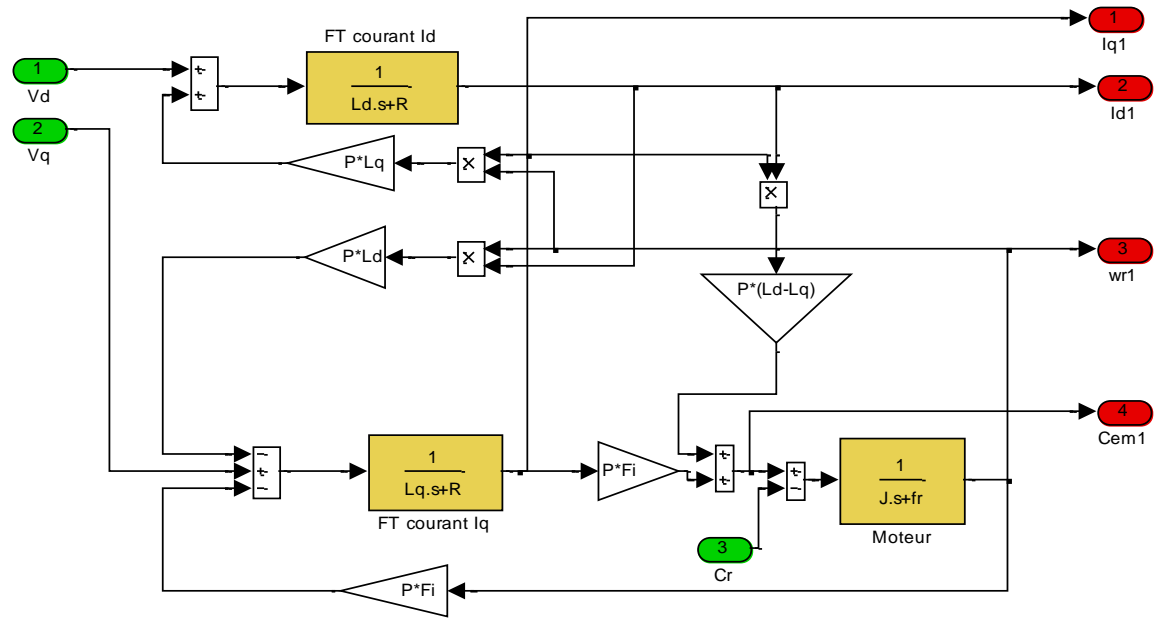 1
Iq1
FT courant Id
1
Vd
+
+
1
Ld.s+R
2
Id1
2
Vq
P*Lq
×
×
P*Ld
×
3
wr1
P*(Ld-Lq)
4
Cem1
-
+
-
1
Lq.s+R
FT courant Iq
P*Fi
+
+
+
-
1
J.s+fr
Moteur
3
Cr
P*Fi